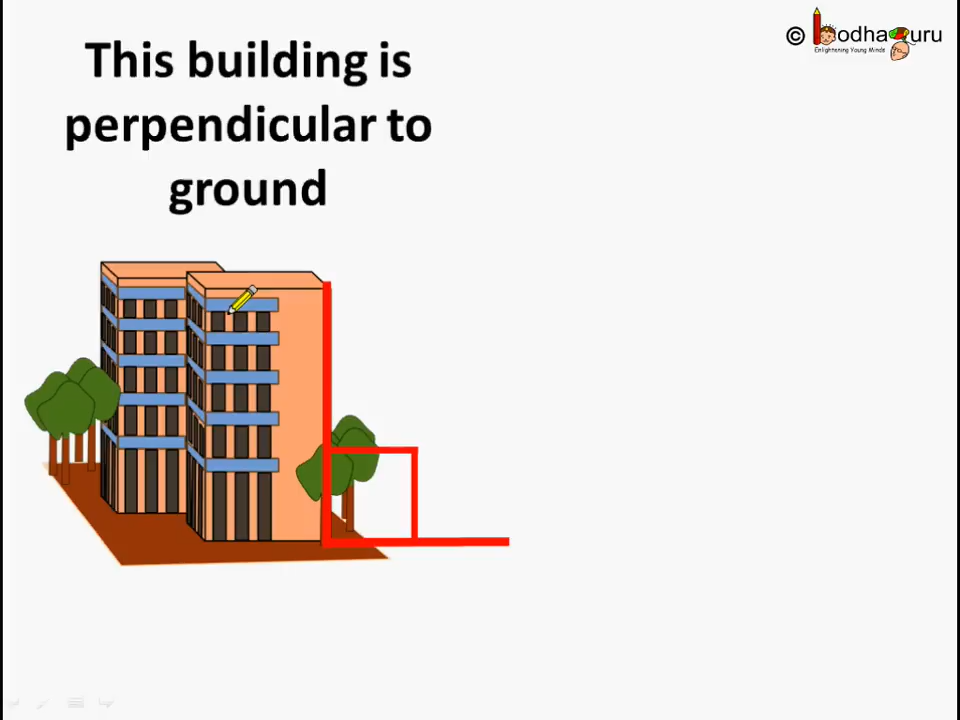 This building is
perpendicular to
ground
© bodhaguru
Enlightening Young Minds